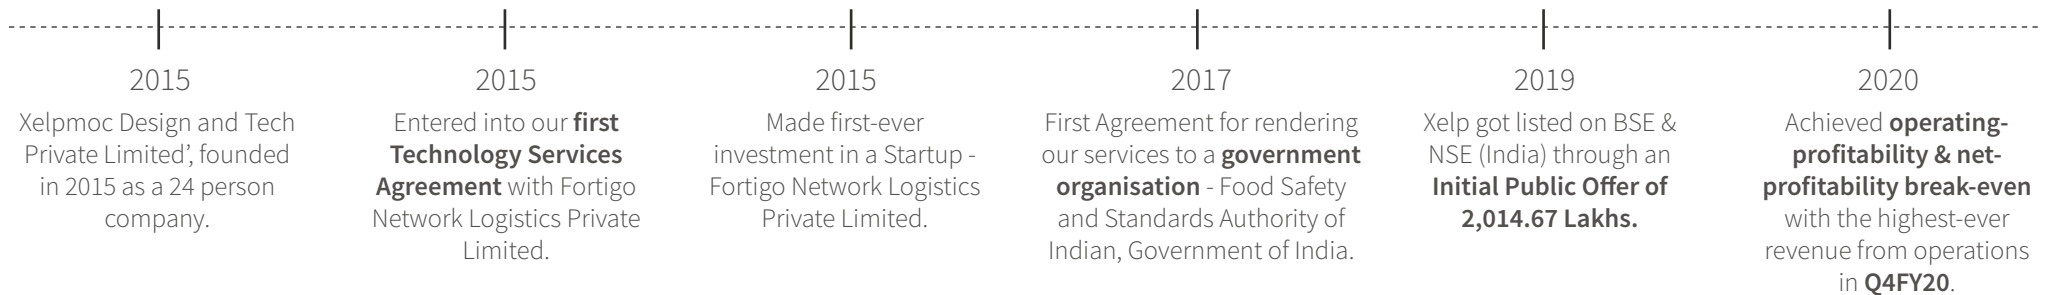 2015
Xelpmoc Design and Tech
Private Limited’, founded
in 2015 as a 24 person
company.
2015
Entered into our first
Technology Services
Agreement with Fortigo
Network Logistics Private
Limited.
2015
Made first-ever
investment in a Startup -
Fortigo Network Logistics
Private Limited.
2017
First Agreement for rendering
our services to a government
organisation - Food Safety
and Standards Authority of
Indian, Government of India.
2019
Xelp got listed on BSE &
NSE (India) through an
Initial Public Offer of
2,014.67 Lakhs.
2020
Achieved operating-
profitability & net-
profitability break-even
with the highest-ever
revenue from operations
in Q4FY20.